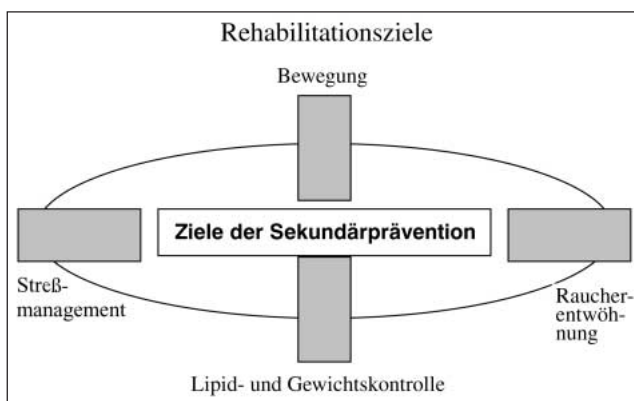 Rehabilitationsziele
Bewegung
Ziele der Sekundärprävention
Streß-
management
Raucher-
entwöh-
nung
Lipid- und Gewichtskontrolle